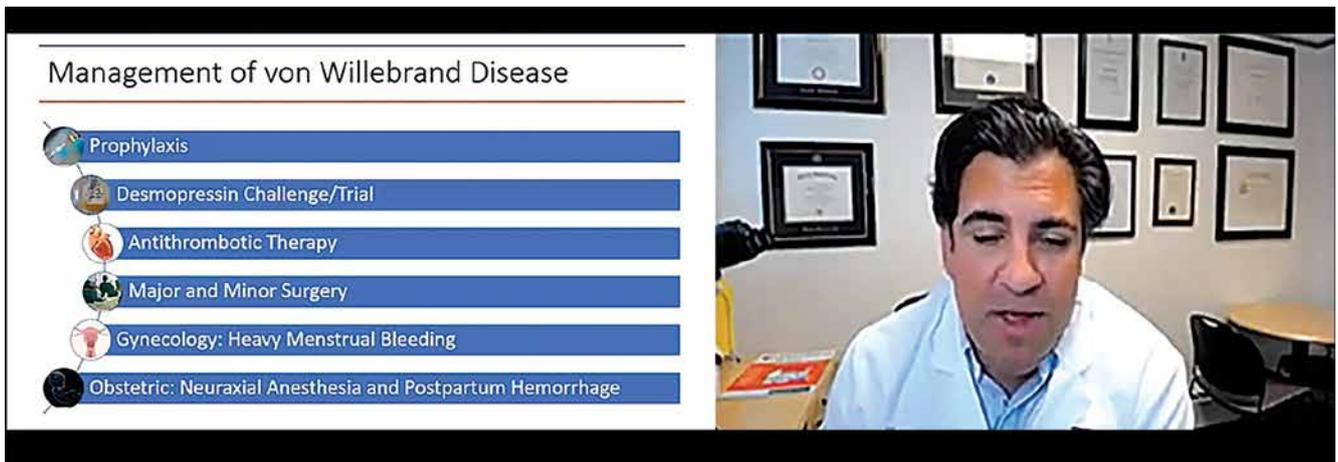 Management of von Willebrand Disease
Prophylaxis
Desmopressin Challenge/Trial
Antithrombotic Therapy
Major and Minor Surgery
Gynecology: Heavy Menstrual Bleeding
Obstetric: Neuraxial Anesthesia and Postpartum Hemorrhage